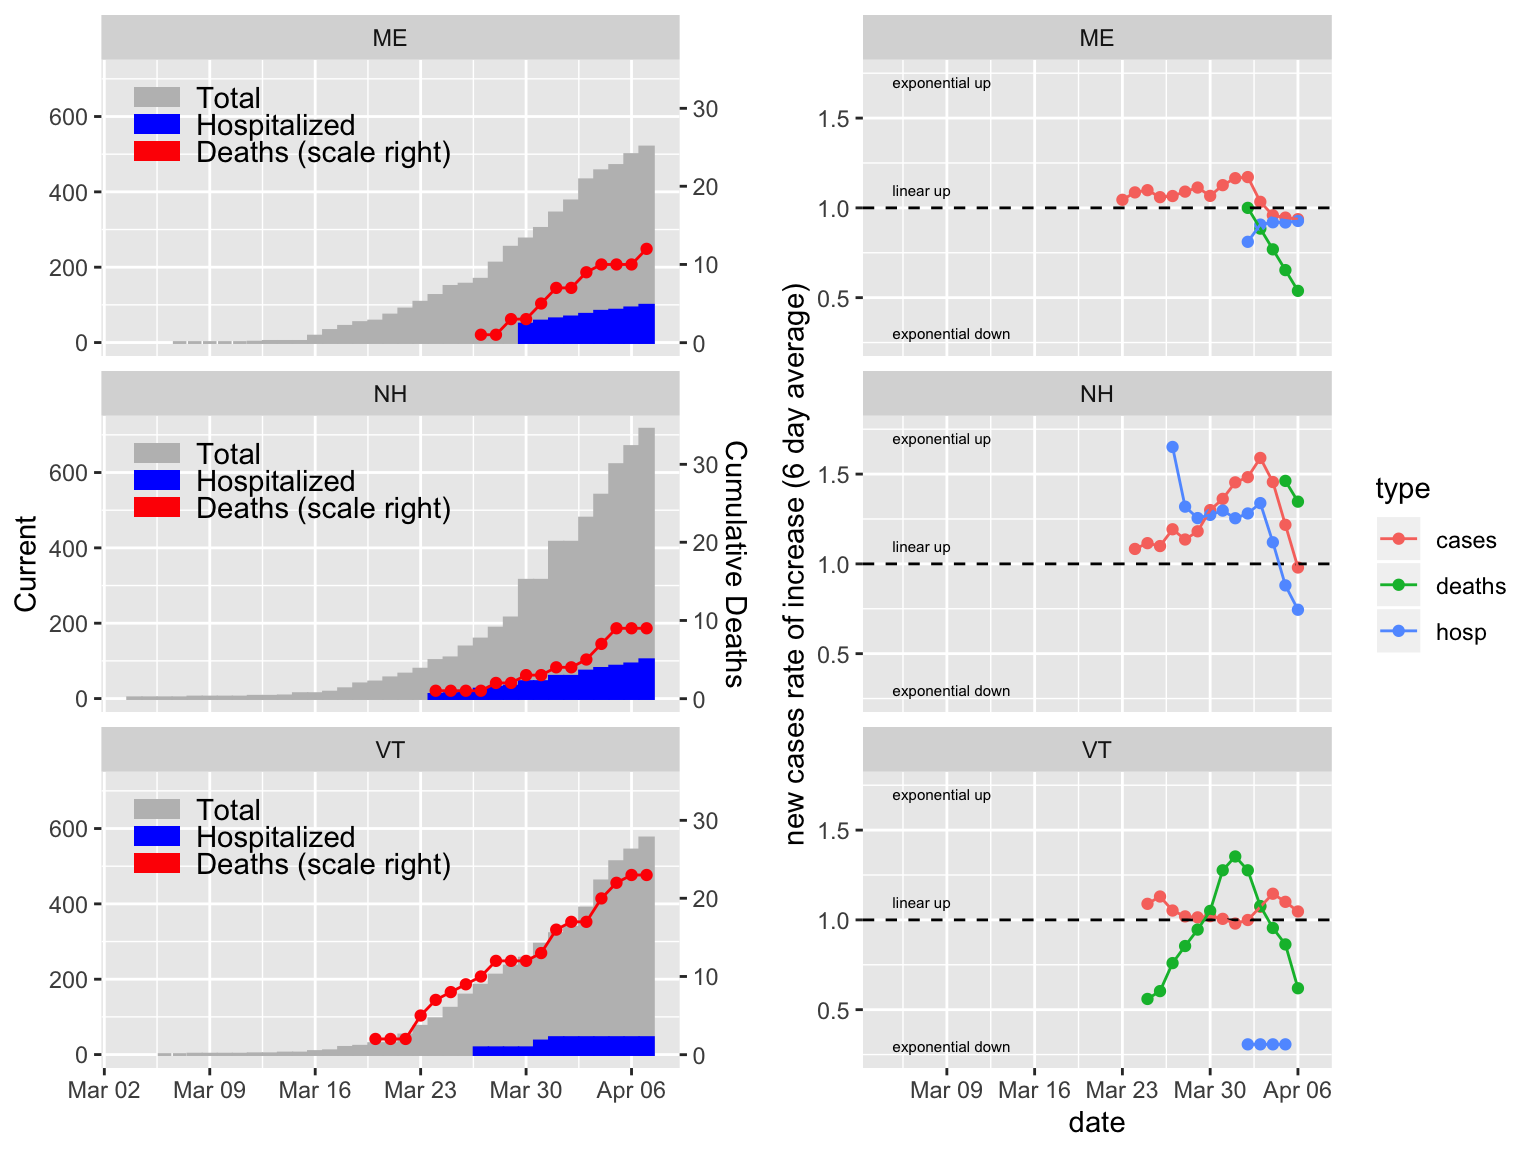 ME
Total
Hospitalized
Deaths (scale right)
600
400
200
0
30
20
10
0
NH
Total
Hospitalized
Deaths (scale right)
600
400
200
0
30
20
10
0
VT
Total
Hospitalized
Deaths (scale right)
600
400
200
0
30
20
10
0
Mar 02
Mar 09
Mar 16
Mar 23
Mar 30
Apr 06
Current
Cumulative Deaths
new cases rate of increase (6 day average)
ME
exponential up
linear up
exponential down
1.5
1.0
0.5
NH
exponential up
linear up
exponential down
1.5
1.0
0.5
VT
exponential up
linear up
exponential down
1.5
1.0
0.5
Mar 09
Mar 16
Mar 23
Mar 30
Apr 06
date
type
cases
deaths
hosp